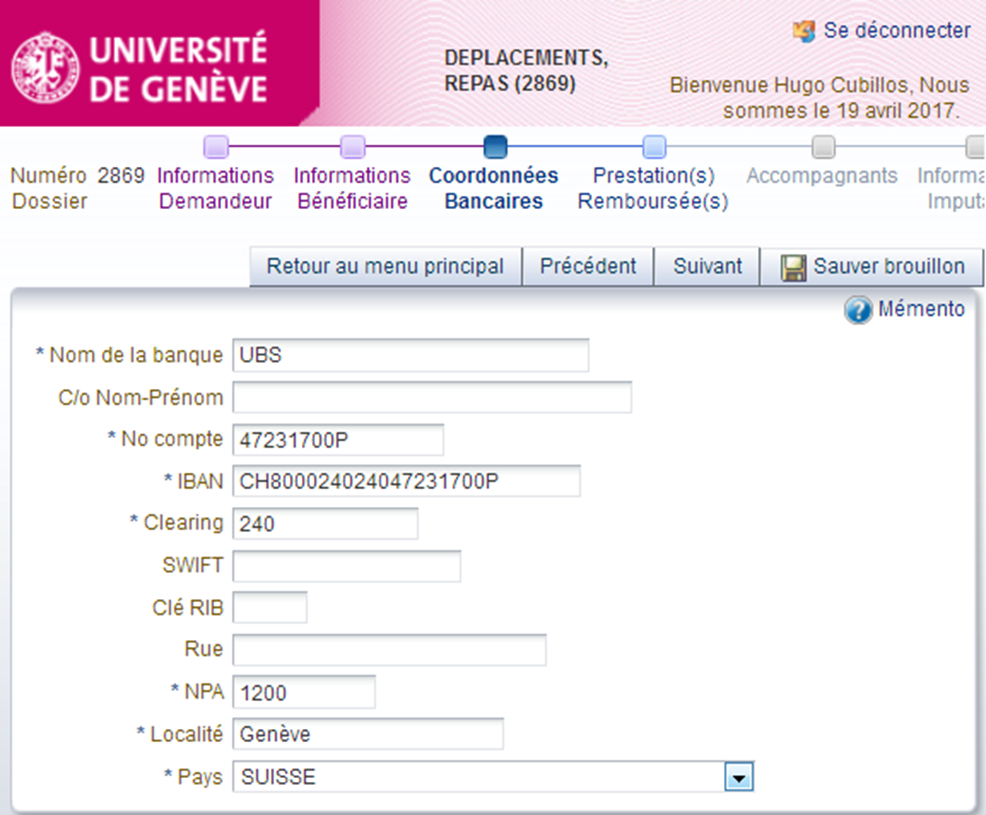 UNIVERSITÉ
DE GENÈVE
DEPLACEMENTS,
REPAS (2869)
Se déconnecter
Bienvenue Hugo Cubillos, Nous
sommes le 19 avril 2017.
Numéro 2869
Dossier
Informations
Demandeur
Informations
Bénéficiaire
Coordonnées
Bancaires
Prestation(s)
Remboursée(s)
Accompagnants
Informa
Imput
Retour au menu principal
Précédent
Suivant
Sauver brouillon
Mémento
* Nom de la banque UBS
C/o Nom-Prénom
* No compte 47231700P
* IBAN CH800024024047231700P
* Clearing 240
SWIFT
Clé RIB
Rue
* NPA 1200
* Localité Genève
* Pays SUISSE